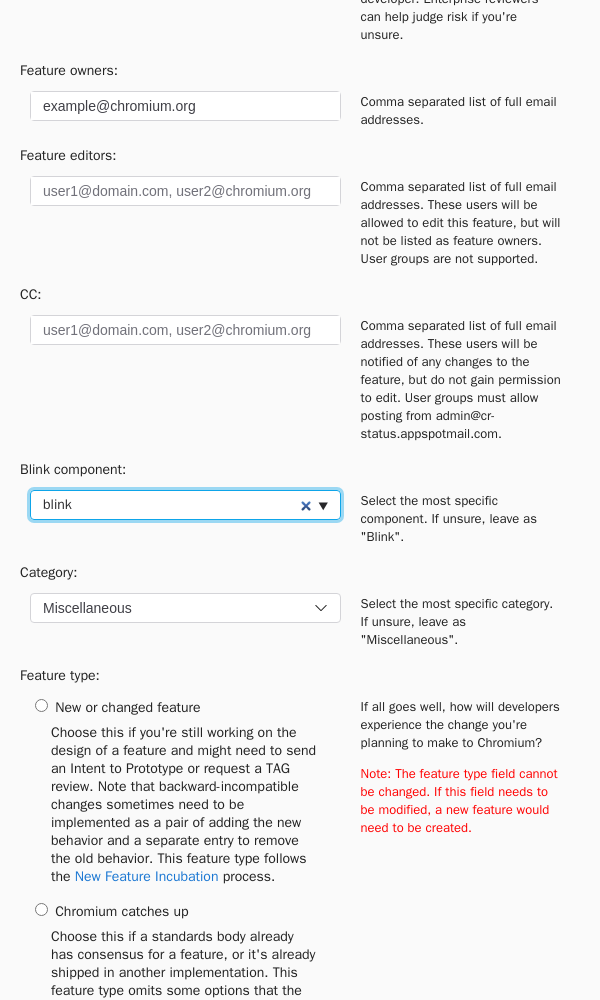 developer. Enterprise reviewers
can help judge risk if you're
unsure.
Feature owners:
example@chromium.org
Comma separated list of full email
addresses.
Feature editors:
user1@domain.com, user2@chromium.org
Comma separated list of full email
addresses. These users will be
allowed to edit this feature, but will
not be listed as feature owners.
User groups are not supported.
CC:
user1@domain.com, user2@chromium.org
Comma separated list of full email
addresses. These users will be
notified of any changes to the
feature, but do not gain permission
to edit. User groups must allow
posting from admin@cr-
status.appspotmail.com.
Blink component:
blink
Select the most specific
component. If unsure, leave as
"Blink".
Category:
Miscellaneous
Select the most specific category.
If unsure, leave as
"Miscellaneous".
Feature type:
New or changed feature
Choose this if you're still working on the
design of a feature and might need to send
an Intent to Prototype or request a TAG
review. Note that backward-incompatible
changes sometimes need to be
implemented as a pair of adding the new
behavior and a separate entry to remove
the old behavior. This feature type follows
the New Feature Incubation process.
If all goes well, how will developers
experience the change you're
planning to make to Chromium?
Note: The feature type field cannot
be changed. If this field needs to
be modified, a new feature would
need to be created.
Chromium catches up
Choose this if a standards body already
has consensus for a feature, or it's already
shipped in another implementation. This
feature type omits some options that the